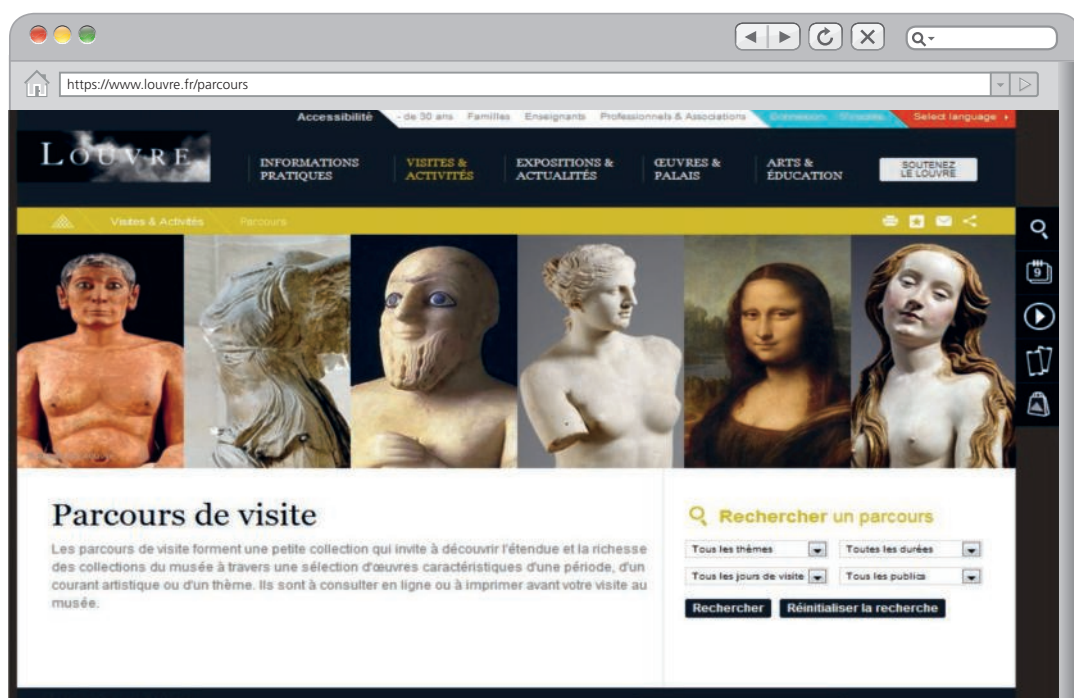 https://www.louvre.fr/parcours
Accessibilité - de 30 ans Familles Enseignants Professionnels & Associations Select language
LOUVRE
INFORMATIONS PRATIQUES
VISITES & ACTIVITÉS
EXPOSITIONS & ACTUALITÉS
ŒUVRES & PALAIS
ARTS & ÉDUCATION
SOUTENEZ LE LOUVRE
Visites & Activités Parcours
9
Parcours de visite
Les parcours de visite forment une petite collection qui invite à découvrir l'étendue et la richesse
des collections du musée à travers une sélection d'œuvres caractéristiques d'une période, d'un
courant artistique ou d'un thème. Ils sont à consulter en ligne ou à imprimer avant votre visite au
musée.
Rechercher un parcours
Tous les thèmes Toutes les durées
Tous les jours de visite Tous les publics
Rechercher Réinitialiser la recherche